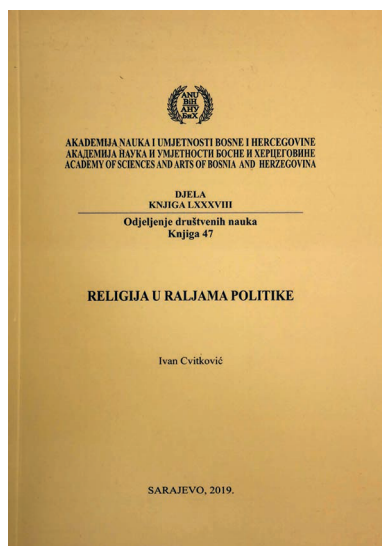 ANU
BiH
АНУ
БиХ
AKADEMIJA NAUKA I UMJETNOSTI BOSNE I HERCEGOVINE
АКАДЕМИЈА НАУКА И УМЈЕТНОСТИ БОСНЕ И ХЕРЦЕГОВИНЕ
ACADEMY OF SCIENCES AND ARTS OF BOSNIA AND HERZEGOVINA
DJELA
KNJIGA LXXXVIII
Odjeljenje društvenih nauka
Knjiga 47
RELIGIJA U RALJAMA POLITIKE
Ivan Cvitković
SARAJEVO, 2019.